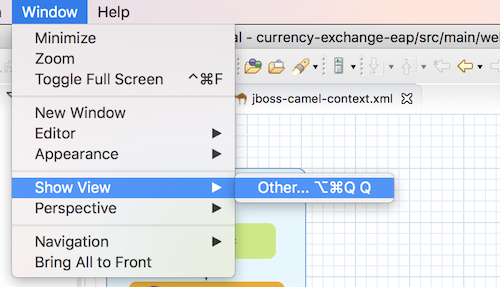 Window Help
al - currency-exchange-eap/src/main/we
Minimize
Zoom
Toggle Full Screen ^⌘F
jboss-camel-context.xml
New Window
Editor
Appearance
Show View
Other... ⌥⌘Q Q
Perspective
Navigation
Bring All to Front